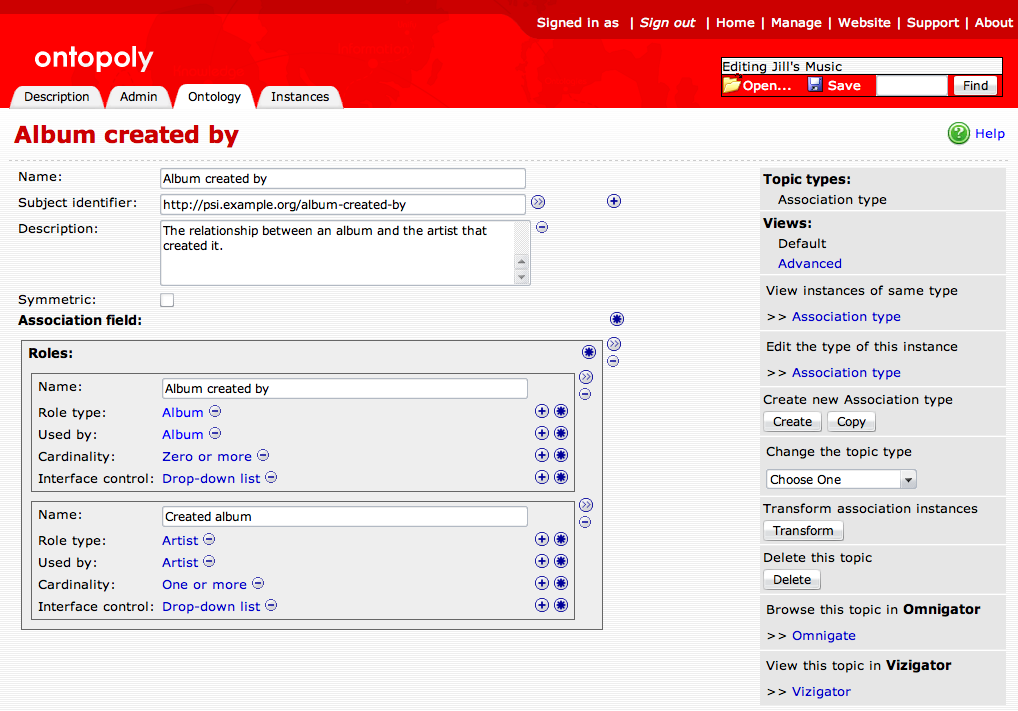 Signed in as | Sign out | Home | Manage | Website | Support | About
ontopoly
Editing Jill's Music
Open... Save Find
Description Admin Ontology Instances
Album created by
Help
Name: Album created by
Subject identifier: http://psi.example.org/album-created-by
Description: The relationship between an album and the artist that
created it.
Symmetric:
Association field:
Roles:
Name: Album created by
Role type: Album
Used by: Album
Cardinality: Zero or more
Interface control: Drop-down list
Name: Created album
Role type: Artist
Used by: Artist
Cardinality: One or more
Interface control: Drop-down list
Topic types:
Association type
Views:
Default
Advanced
View instances of same type
>> Association type
Edit the type of this instance
>> Association type
Create new Association type
Create Copy
Change the topic type
Choose One
Transform association instances
Transform
Delete this topic
Delete
Browse this topic in Omnigator
>> Omnigate
View this topic in Vizigator
>> Vizigator